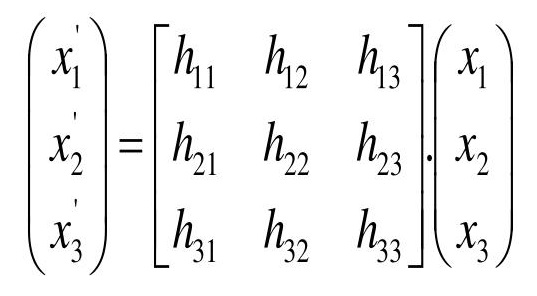 x'₁ h₁₁ h₁₂ h₁₃ x₁
x'₂ = h₂₁ h₂₂ h₂₃ . x₂
x'₃ h₃₁ h₃₂ h₃₃ x₃